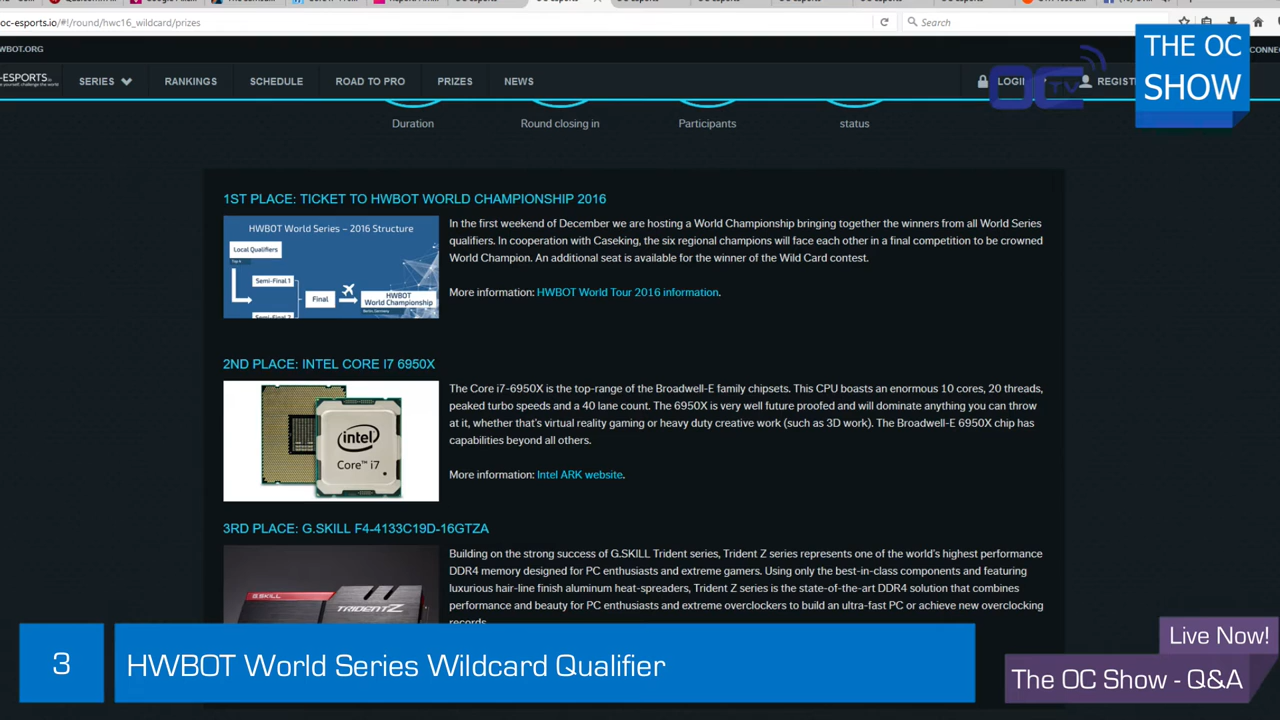 oc-esports.io/#!/round/hwc16_wildcard/prizes
Search
WBOT.ORG
CONNEC
-ESPORTS
SERIES
RANKINGS
SCHEDULE
ROAD TO PRO
PRIZES
NEWS
LOGIN
REGIST
OCTV
THE OC
SHOW
Duration
Round closing in
Participants
status
1ST PLACE: TICKET TO HWBOT WORLD CHAMPIONSHIP 2016
HWBOT World Series – 2016 Structure
Local Qualifiers
Semi-Final 1
Final
HWBOT
World Championship
Semi-Final 2
In the first weekend of December we are hosting a World Championship bringing together the winners from all World Series
qualifiers. In cooperation with Caseking, the six regional champions will face each other in a final competition to be crowned
World Champion. An additional seat is available for the winner of the Wild Card contest.
More information: HWBOT World Tour 2016 information.
2ND PLACE: INTEL CORE I7 6950X
intel
Core™ i7
The Core i7-6950X is the top-range of the Broadwell-E family chipsets. This CPU boasts an enormous 10 cores, 20 threads,
peaked turbo speeds and a 40 lane count. The 6950X is very well future proofed and will dominate anything you can throw
at it, whether that's virtual reality gaming or heavy duty creative work (such as 3D work). The Broadwell-E 6950X chip has
capabilities beyond all others.
More information: Intel ARK website.
3RD PLACE: G.SKILL F4-4133C19D-16GTZA
G.SKILL
TRIDENT Z
Building on the strong success of G.SKILL Trident series, Trident Z series represents one of the world's highest performance
DDR4 memory designed for PC enthusiasts and extreme gamers. Using only the best-in-class components and featuring
luxurious hair-line finish aluminum heat-spreaders, Trident Z series is the state-of-the-art DDR4 solution that combines
performance and beauty for PC enthusiasts and extreme overclockers to build an ultra-fast PC or achieve new overclocking
records.
3
HWBOT World Series Wildcard Qualifier
Live Now!
The OC Show - Q&A